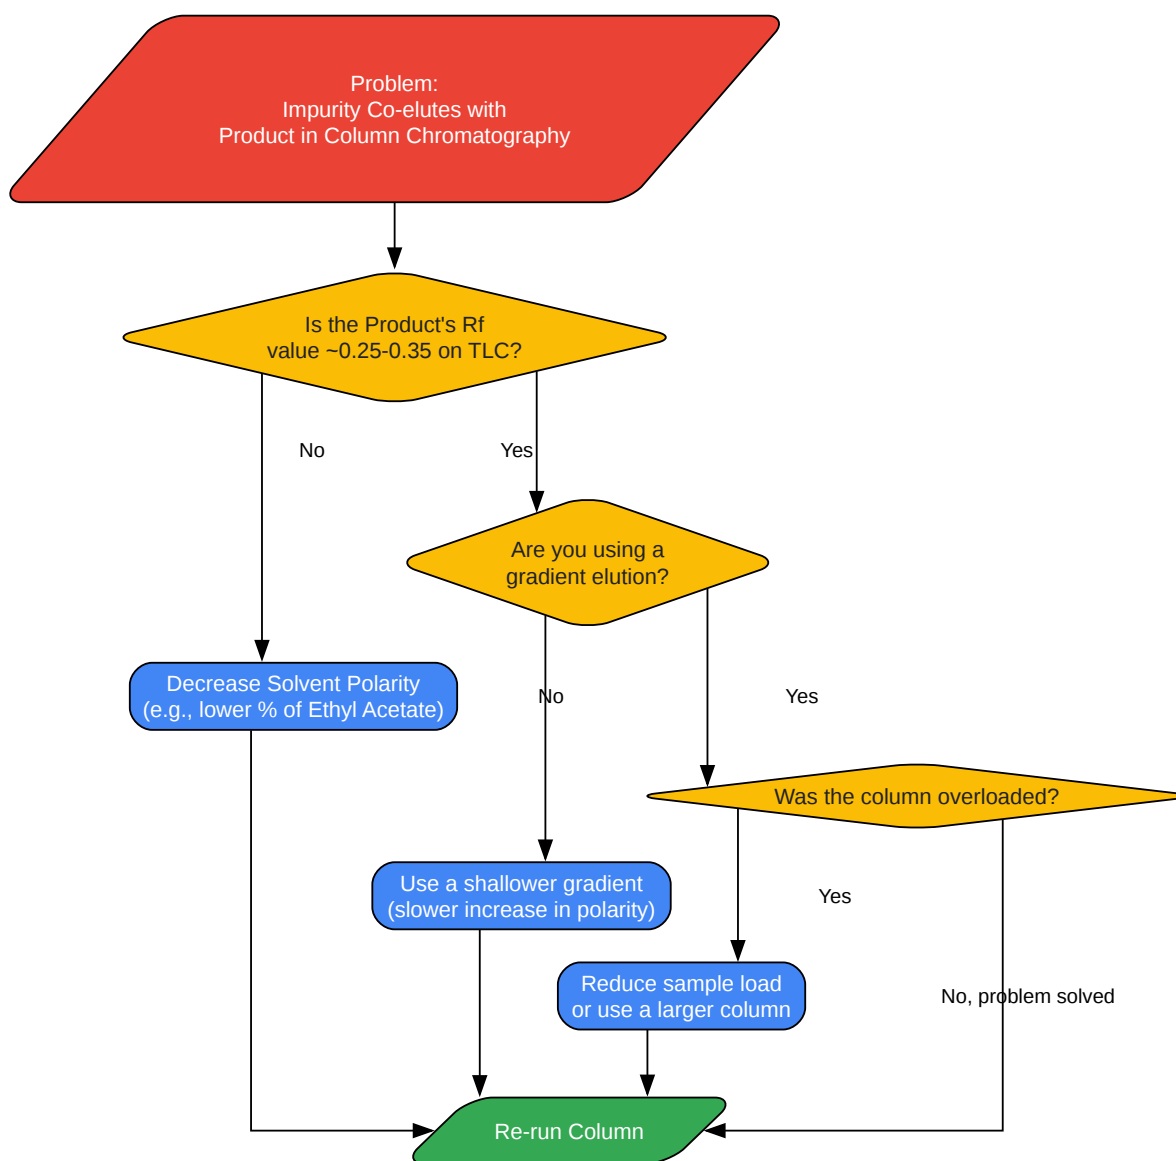 Problem:
Impurity Co-elutes with
Product in Column Chromatography
Is the Product's Rf
value ~0.25-0.35 on TLC?
No
Yes
Are you using a
gradient elution?
Decrease Solvent Polarity
(e.g., lower % of Ethyl Acetate)
No
Yes
Was the column overloaded?
Use a shallower gradient
(slower increase in polarity)
Yes
Reduce sample load
or use a larger column
No, problem solved
Re-run Column